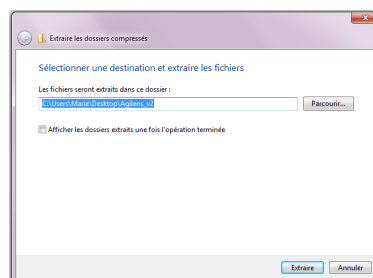 Extraire les dossiers compressés
Sélectionner une destination et extraire les fichiers
Les fichiers seront extraits dans ce dossier :
C:\Users\Marie\Desktop\Agilens_v2
Parcourir...
Afficher les dossiers extraits une fois l'opération terminée
Extraire
Annuler